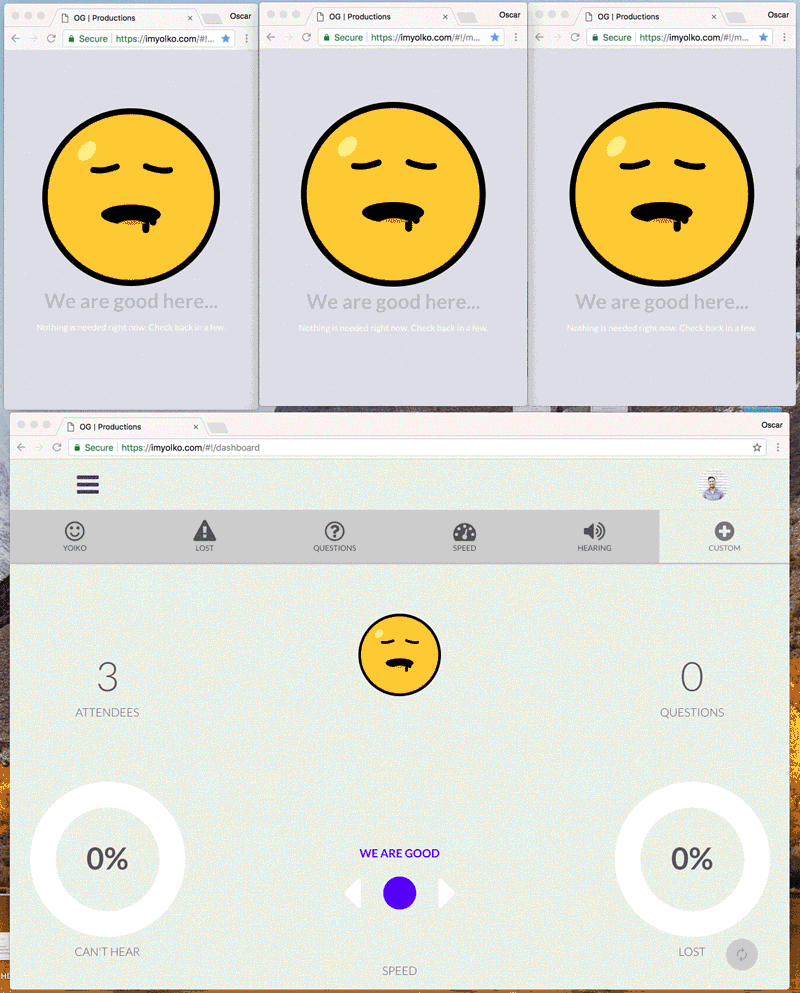 OG | Productions
Oscar
Secure
https://imyolko.com/#!...
We are good here...
Nothing is needed right now. Check back in a few.
OG | Productions
Oscar
Secure
https://imyolko.com/#!/m...
We are good here...
Nothing is needed right now. Check back in a few.
OG | Productions
Oscar
Secure
https://imyolko.com/#!/m...
We are good here...
Nothing is needed right now. Check back in a few.
OG | Productions
Oscar
Secure
https://imyolko.com/#!/dashboard
YOIKO
LOST
QUESTIONS
SPEED
HEARING
CUSTOM
3
ATTENDEES
0
QUESTIONS
0%
CAN'T HEAR
WE ARE GOOD
SPEED
0%
LOST